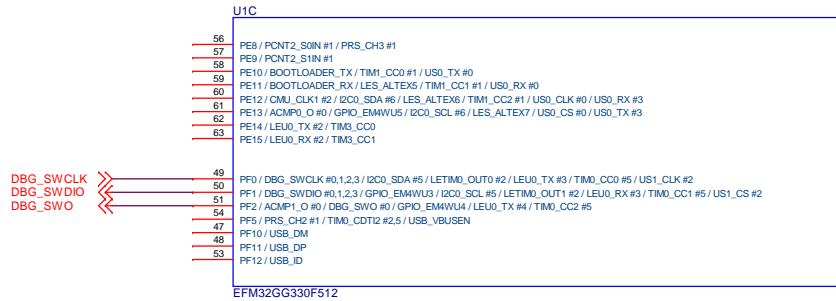 U1C
56 PE8 / PCNT2_S0IN #1 / PRS_CH3 #1
57 PE9 / PCNT2_S1IN #1
58 PE10 / BOOTLOADER_TX / TIM1_CC0 #1 / US0_TX #0
59 PE11 / BOOTLOADER_RX / LES_ALTEX5 / TIM1_CC1 #1 / US0_RX #0
60 PE12 / CMU_CLK1 #2 / I2C0_SDA #6 / LES_ALTEX6 / TIM1_CC2 #1 / US0_CLK #0 / US0_RX #3
61 PE13 / ACMP0_O #0 / GPIO_EM4WU5 / I2C0_SCL #6 / LES_ALTEX7 / US0_CS #0 / US0_TX #3
62 PE14 / LEU0_TX #2 / TIM3_CC0
63 PE15 / LEU0_RX #2 / TIM3_CC1
DBG_SWCLK 49 PF0 / DBG_SWCLK #0,1,2,3 / I2C0_SDA #5 / LETIM0_OUT0 #2 / LEU0_TX #3 / TIM0_CC0 #5 / US1_CLK #2
DBG_SWDIO 50 PF1 / DBG_SWDIO #0,1,2,3 / GPIO_EM4WU3 / I2C0_SCL #5 / LETIM0_OUT1 #2 / LEU0_RX #3 / TIM0_CC1 #5 / US1_CS #2
DBG_SWO 51 PF2 / ACMP1_O #0 / DBG_SWO #0 / GPIO_EM4WU4 / LEU0_TX #4 / TIM0_CC2 #5
54 PF5 / PRS_CH2 #1 / TIM0_CDTI2 #2,5 / USB_VBUSEN
47 PF10 / USB_DM
48 PF11 / USB_DP
53 PF12 / USB_ID
EFM32GG330F512